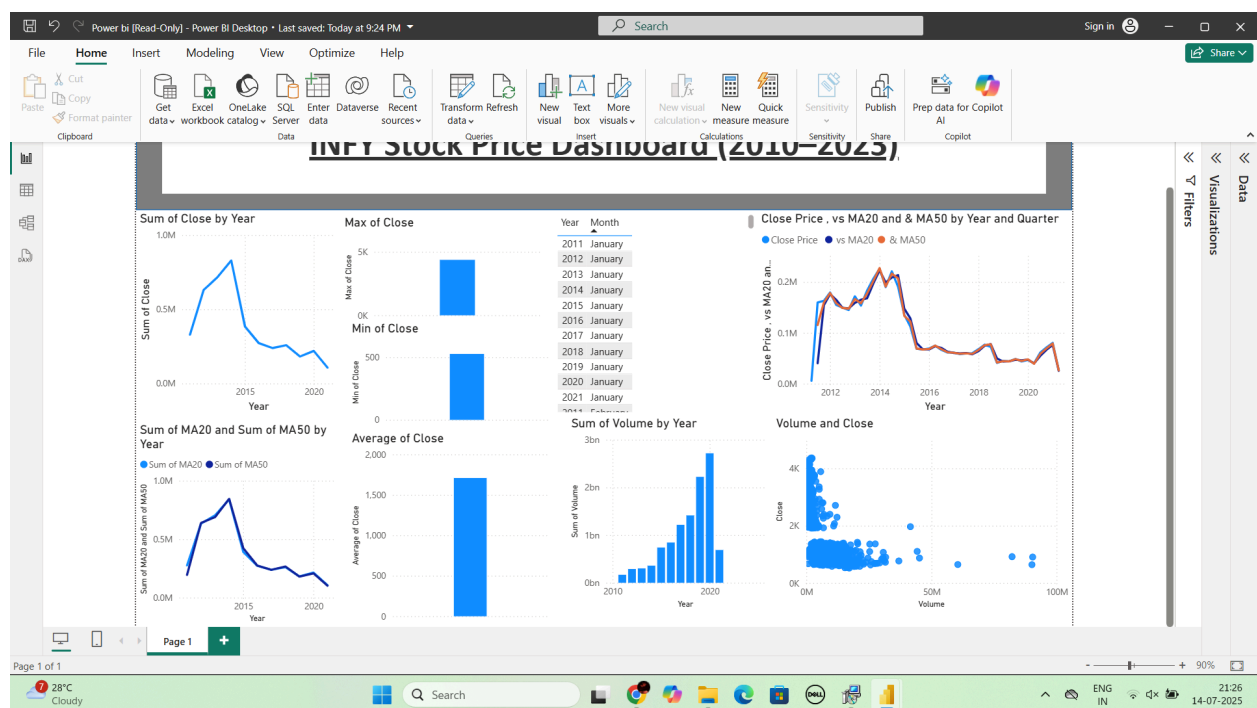 Power bi [Read-Only] - Power BI Desktop • Last saved: Today at 9:24 PM
Search
Sign in
File Home Insert Modeling View Optimize Help
Share
Paste
Cut
Copy
Format painter
Clipboard
Get data
Excel workbook
OneLake catalog
SQL Server
Enter data
Dataverse
Recent sources
Data
Transform data
Refresh
Queries
New visual
Text box
More visuals
Insert
New visual calculation
New measure
Quick measure
Calculations
Sensitivity
Sensitivity
Publish
Share
Prep data for AI
Copilot
Copilot
INFY Stock Price Dashboard (2010–2023)
Filters
Visualizations
Data
Sum of Close by Year
1.0M
0.5M
0.0M
Sum of Close
2015 2020
Year
Max of Close
5K
0K
Max of Close
Min of Close
500
0
Min of Close
Year Month
2011 January
2012 January
2013 January
2014 January
2015 January
2016 January
2017 January
2018 January
2019 January
2020 January
2021 January
2011 February
Close Price , vs MA20 and & MA50 by Year and Quarter
Close Price vs MA20 & MA50
0.2M
0.1M
0.0M
Close Price , vs MA20 an...
2012 2014 2016 2018 2020
Year
Sum of MA20 and Sum of MA50 by
Year
Sum of MA20 Sum of MA50
1.0M
0.5M
0.0M
Sum of MA20 and Sum of MA50
2015 2020
Year
Average of Close
2,000
1,500
1,000
500
0
Average of Close
Sum of Volume by Year
3bn
2bn
1bn
0bn
Sum of Volume
2010 2020
Year
Volume and Close
4K
2K
0K
Close
0M 50M 100M
Volume
Page 1
+
Page 1 of 1
- + 90%
7
28°C
Cloudy
Search
DELL
ENG
IN
21:26
14-07-2025